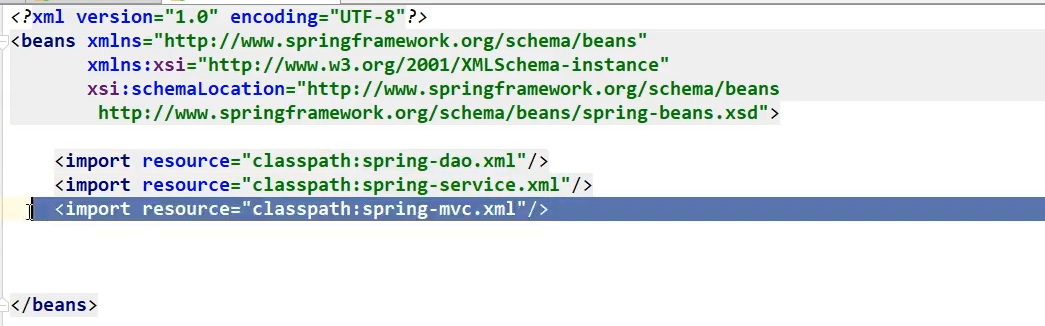 <?xml version="1.0" encoding="UTF-8"?>
<beans xmlns="http://www.springframework.org/schema/beans"
xmlns:xsi="http://www.w3.org/2001/XMLSchema-instance"
xsi:schemaLocation="http://www.springframework.org/schema/beans
http://www.springframework.org/schema/beans/spring-beans.xsd">
<import resource="classpath:spring-dao.xml"/>
<import resource="classpath:spring-service.xml"/>
<import resource="classpath:spring-mvc.xml"/>
</beans>